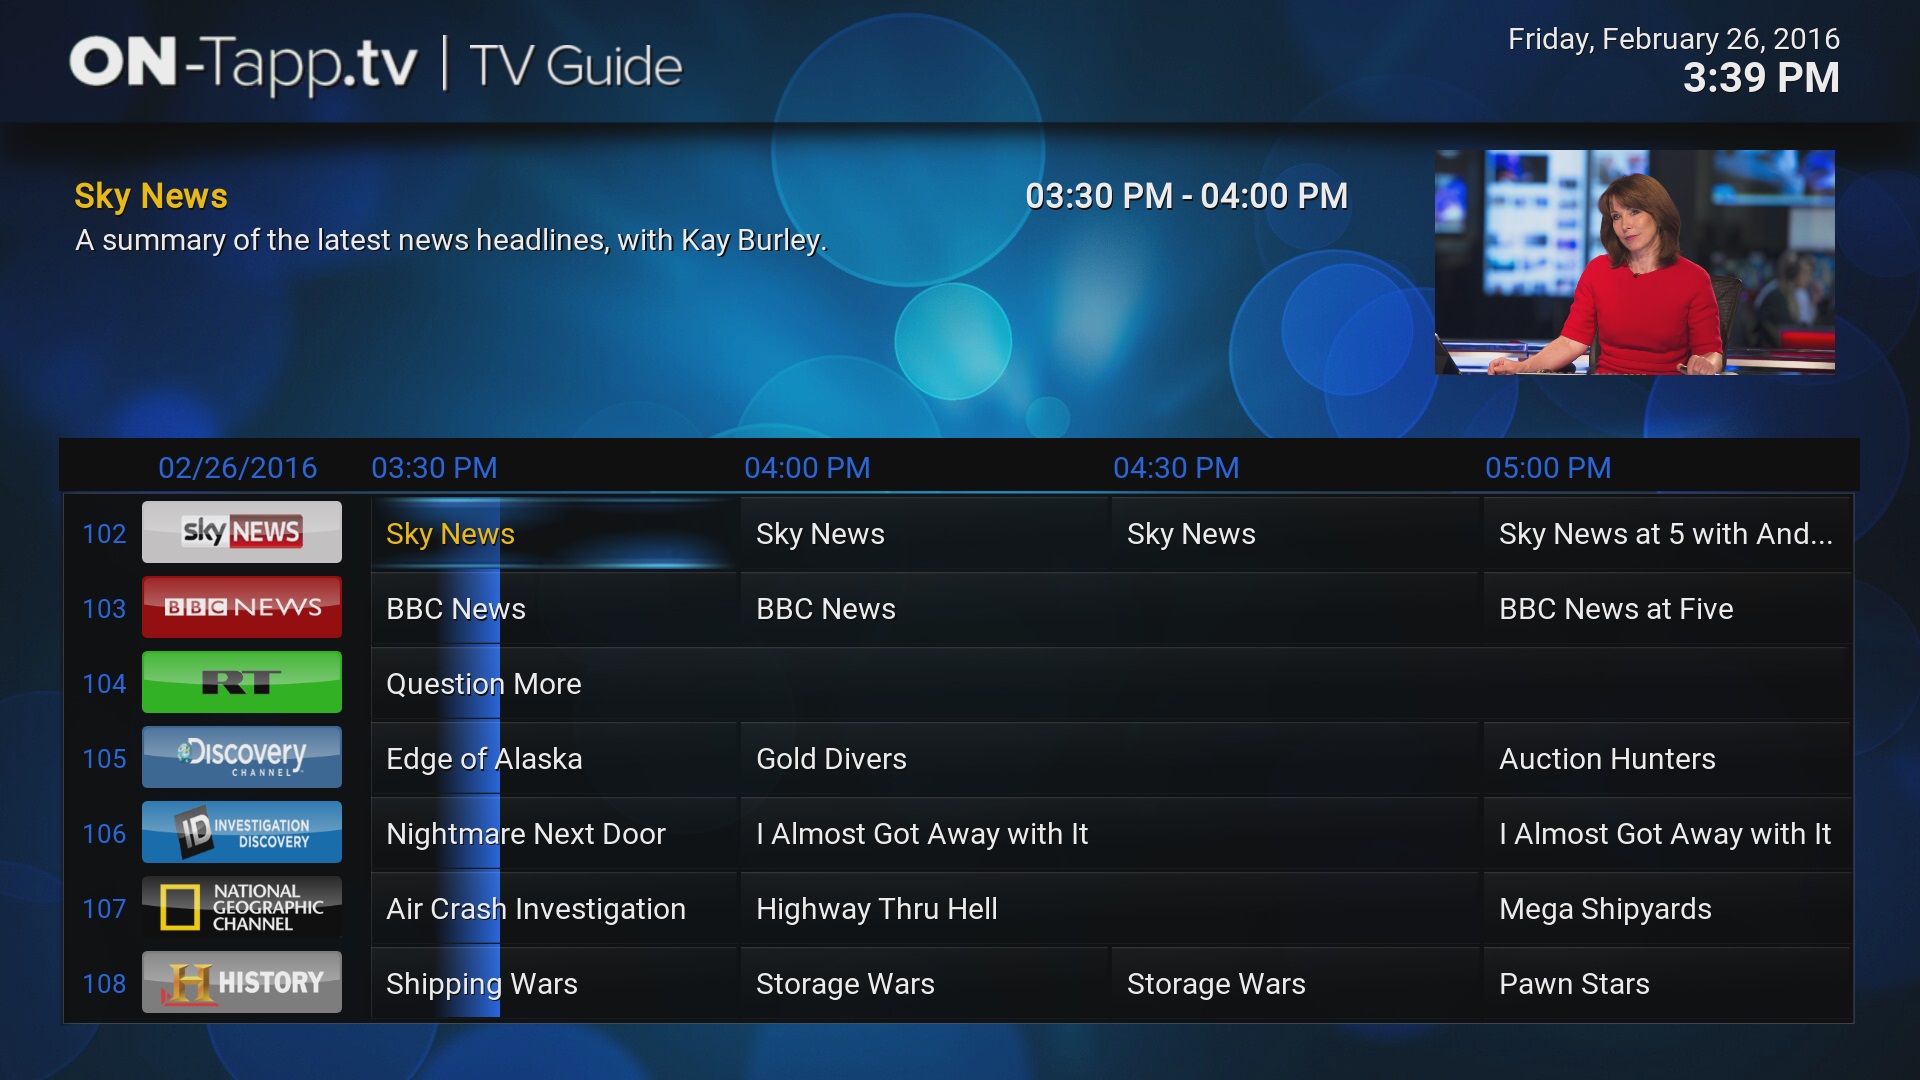 ON-Tapp.tv | TV Guide
Friday, February 26, 2016
3:39 PM
Sky News
03:30 PM - 04:00 PM
A summary of the latest news headlines, with Kay Burley.
02/26/2016 03:30 PM 04:00 PM 04:30 PM 05:00 PM
102 sky NEWS Sky News Sky News Sky News Sky News at 5 with And...
103 BBC NEWS BBC News BBC News BBC News at Five
104 RT Question More
105 Discovery CHANNEL Edge of Alaska Gold Divers Auction Hunters
106 ID INVESTIGATION DISCOVERY Nightmare Next Door I Almost Got Away with It I Almost Got Away with It
107 NATIONAL GEOGRAPHIC CHANNEL Air Crash Investigation Highway Thru Hell Mega Shipyards
108 H HISTORY Shipping Wars Storage Wars Storage Wars Pawn Stars